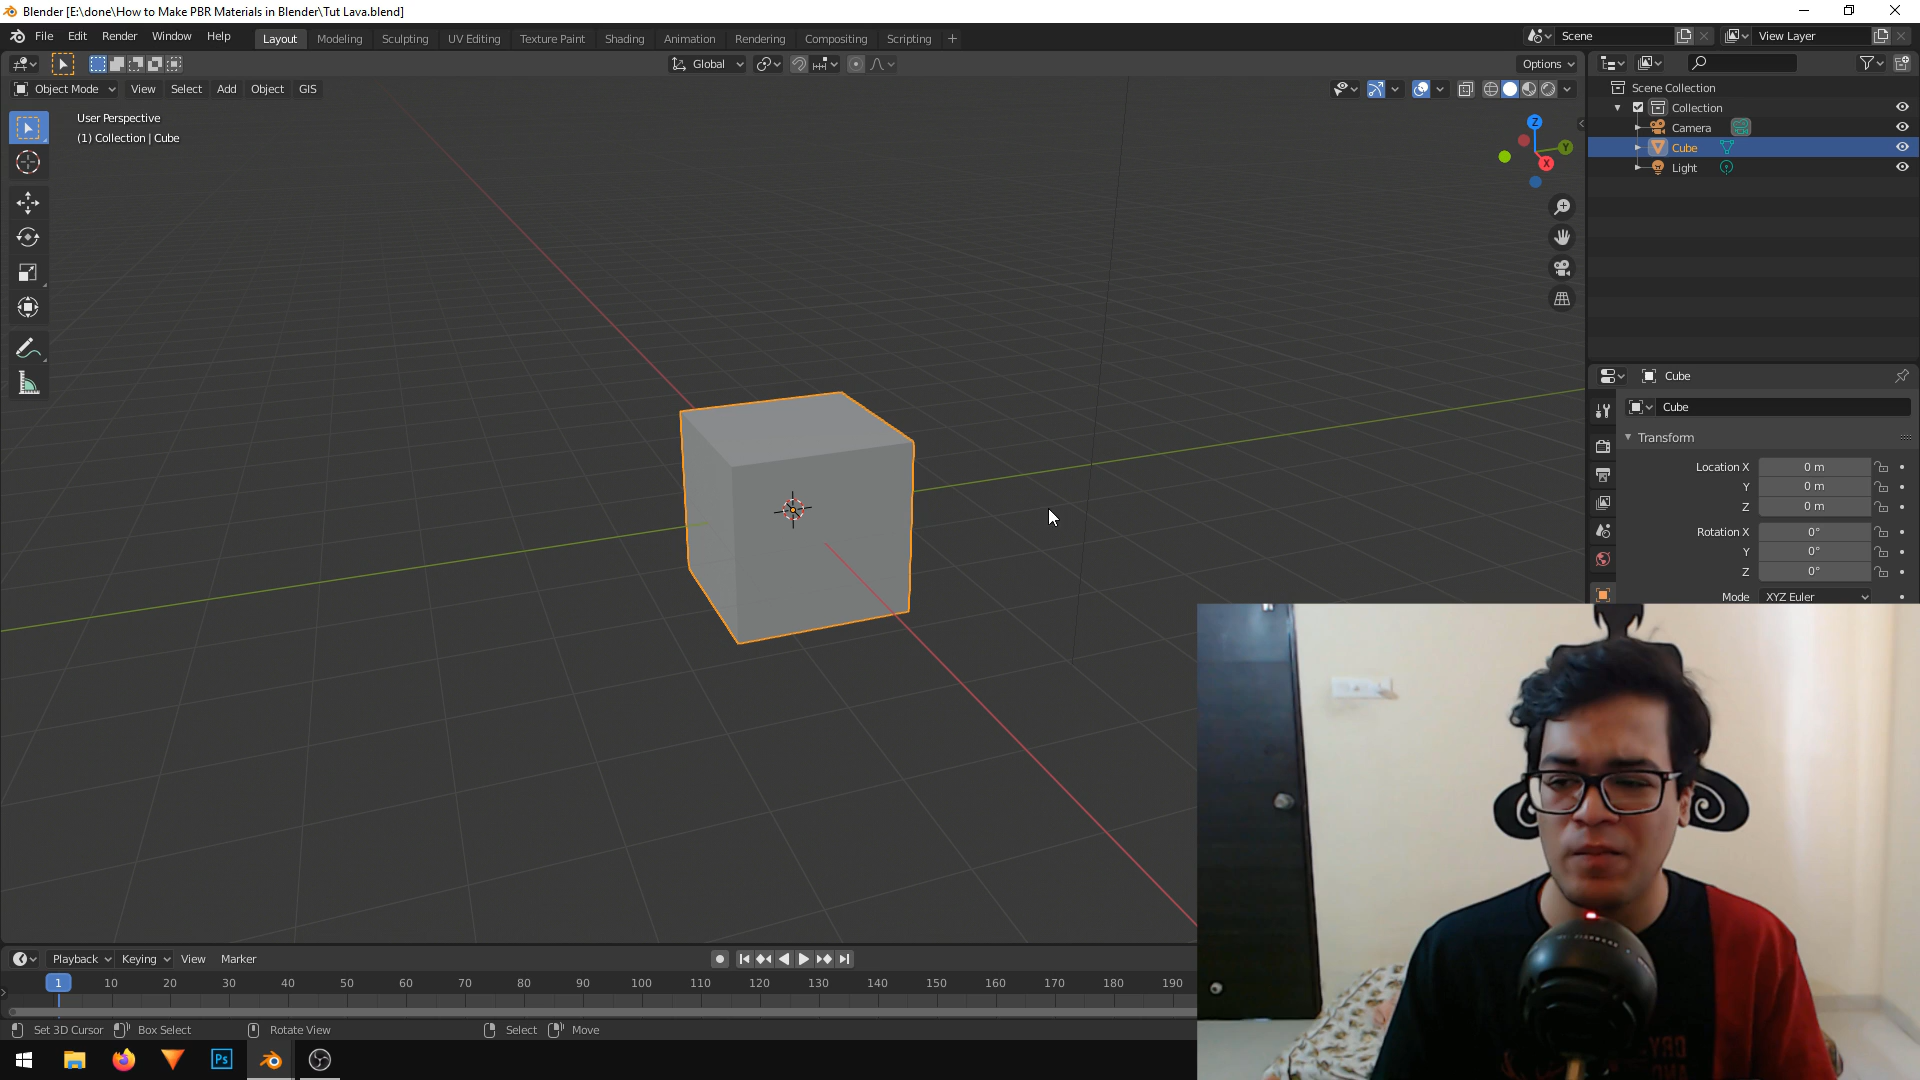 Blender [E:\done\How to Make PBR Materials in Blender\Tut Lava.blend]
File Edit Render Window Help
Layout Modeling Sculpting UV Editing Texture Paint Shading Animation Rendering Compositing Scripting +
Scene
View Layer
Global
Options
Object Mode View Select Add Object GIS
User Perspective
(1) Collection | Cube
Z
Y
X
Scene Collection
Collection
Camera
Cube
Light
Cube
Cube
Transform
Location X 0 m
Y 0 m
Z 0 m
Rotation X 0°
Y 0°
Z 0°
Mode XYZ Euler
Playback Keying View Marker
1 10 20 30 40 50 60 70 80 90 100 110 120 130 140 150 160 170 180 190
Set 3D Cursor Box Select Rotate View Select Move
Ps